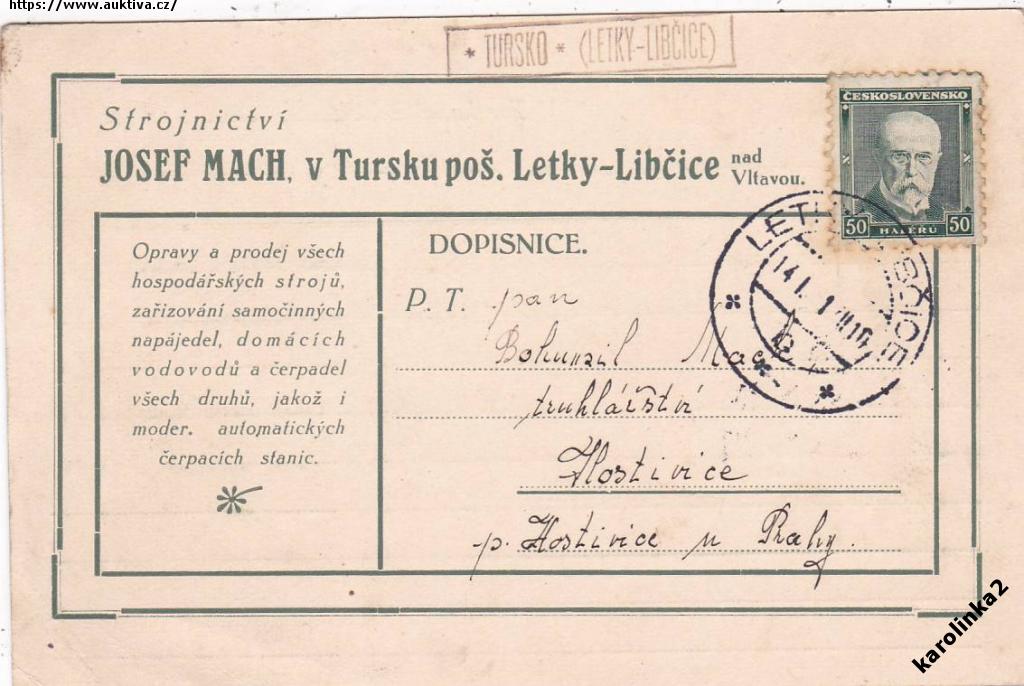 https://www.auktiva.cz/
* TURSKO * (LETKY-LIBČICE)
ČESKOSLOVENSKO
50 HALÉRU 50
Strojnictví
JOSEF MACH, v Tursku poš. Letky-Libčice nad Vltavou.
DOPISNICE.
Opravy a prodej všech
hospodářských strojů,
zařizování samočinných
napájedel, domácích
vodovodů a čerpadel
všech druhů, jakož i
moder. automatických
čerpacích stanic.
P. T. pan
Bohumil
truhlářství
Hostivice
p. Hostivice u Prahy.
karolinka2